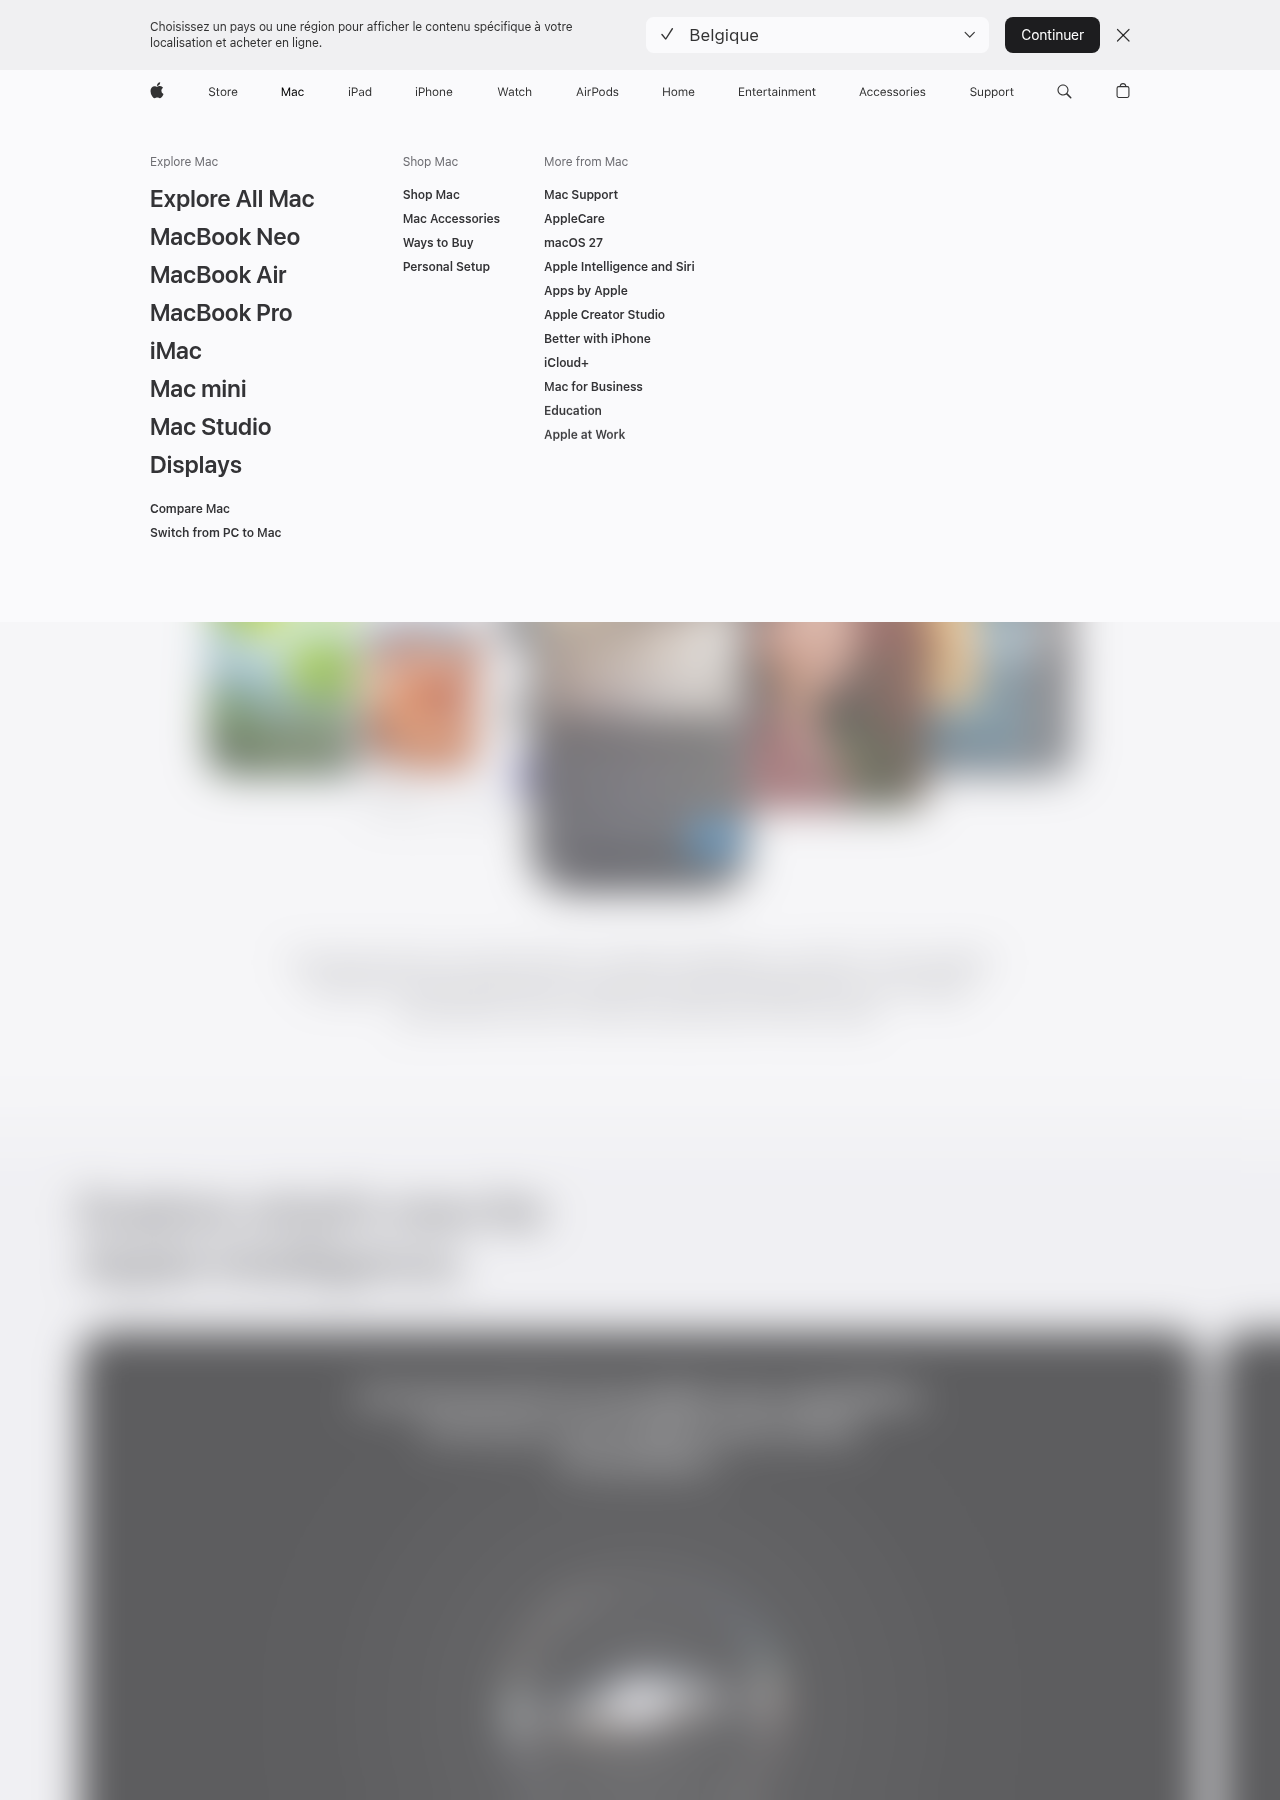 Choisissez un pays ou une région pour afficher le contenu spécifique à votre
localisation et acheter en ligne.
Belgique
Continuer
Store
Mac
iPad
iPhone
Watch
AirPods
Home
Entertainment
Accessories
Support
Explore Mac
Explore All Mac
MacBook Neo
MacBook Air
MacBook Pro
iMac
Mac mini
Mac Studio
Displays
Compare Mac
Switch from PC to Mac
Shop Mac
Shop Mac
Mac Accessories
Ways to Buy
Personal Setup
More from Mac
Mac Support
AppleCare
macOS 27
Apple Intelligence and Siri
Apps by Apple
Apple Creator Studio
Better with iPhone
iCloud+
Mac for Business
Education
Apple at Work